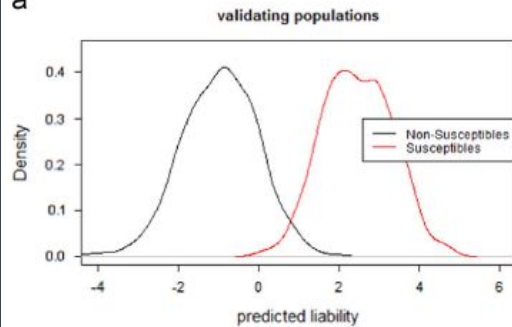 a
validating populations
Density
0.4
0.3
0.2
0.1
0.0
Non-Susceptibles
Susceptibles
-4 -2 0 2 4 6
predicted liability